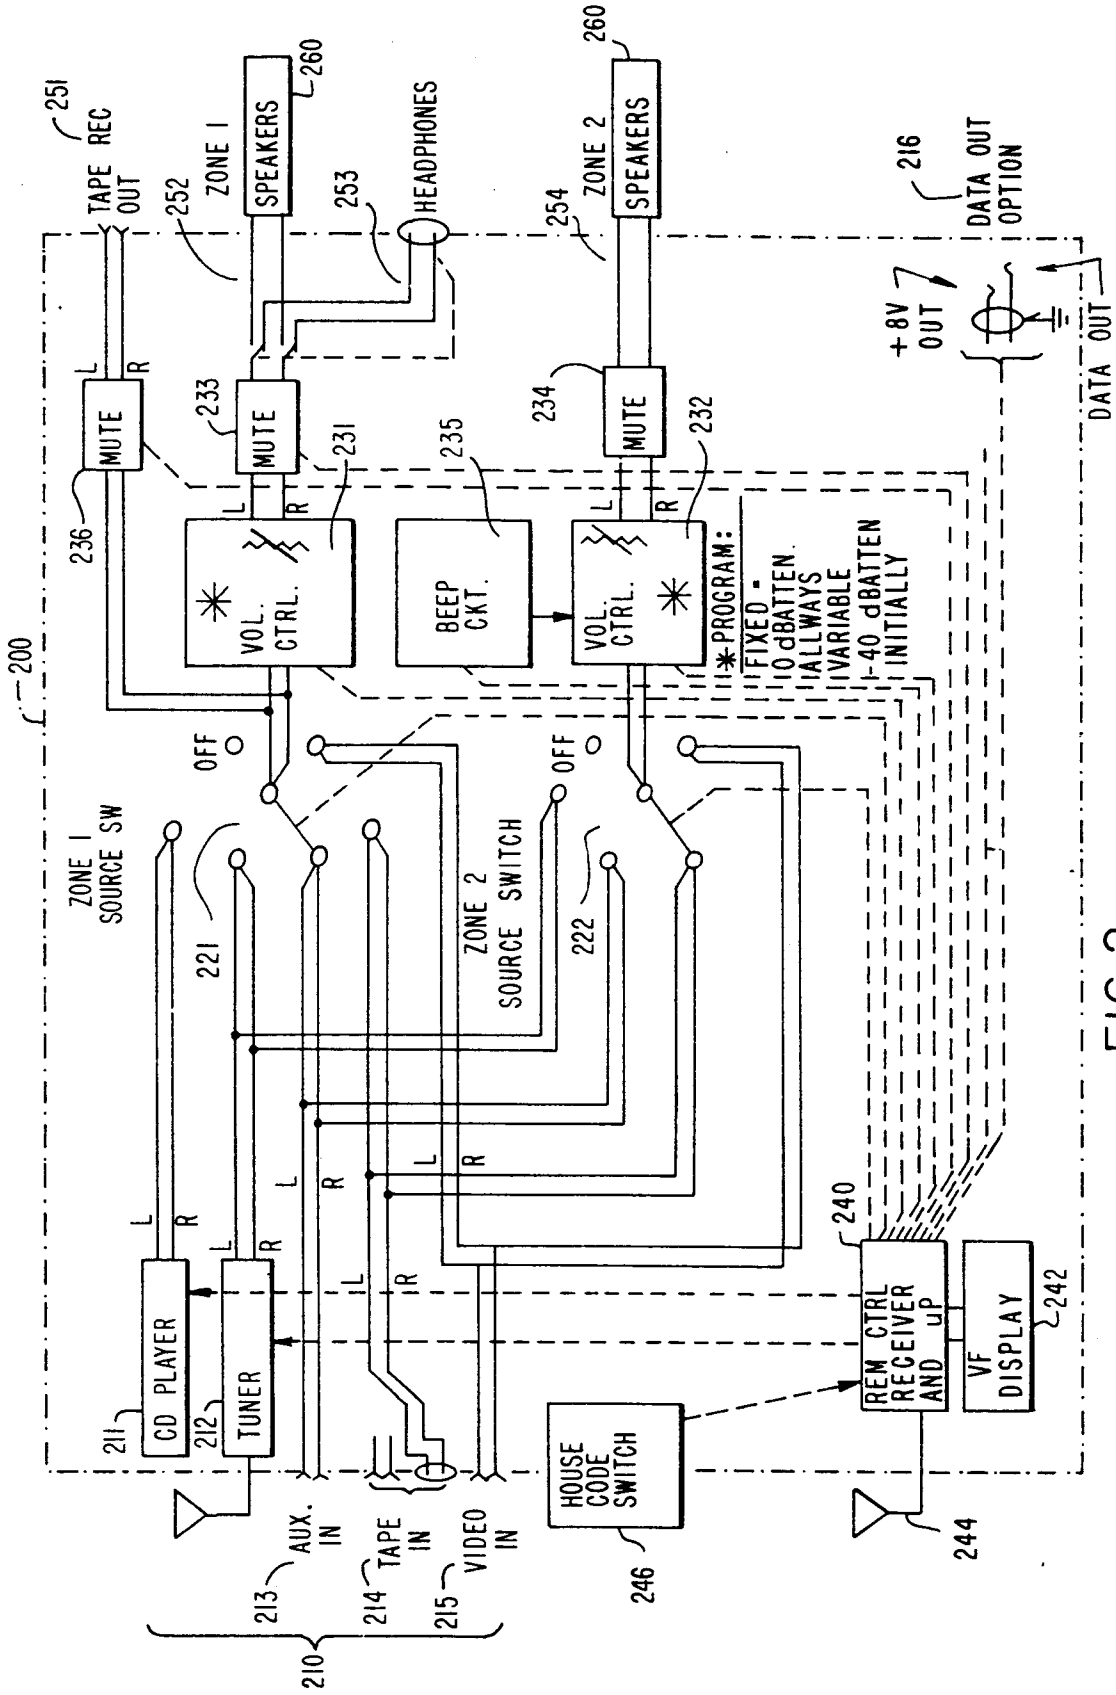 200
251
TAPE REC
OUT
ZONE 1
SPEAKERS
260
252
253
HEADPHONES
L
R
MUTE
236
MUTE
233
L
R
VOL.
CTRL.
231
BEEP
CKT.
235
254
ZONE 2
SPEAKERS
260
MUTE
234
L
R
VOL.
CTRL.
232
*PROGRAM:
FIXED =
0 dBATTEN.
ALLWAYS
VARIABLE
-40 dBATTEN
INITIALLY
216
DATA OUT
OPTION
+8V
OUT
DATA OUT
ZONE 1
SOURCE SW
OFF
221
ZONE 2
SOURCE SWITCH
OFF
222
L
R
L
R
L
R
L
R
L
R
211
CD PLAYER
212
TUNER
213
AUX.
IN
214
TAPE
IN
215
VIDEO
IN
210
HOUSE
CODE
SWITCH
246
240
REM CTRL
RECEIVER
AND uP
VF
DISPLAY
242
244